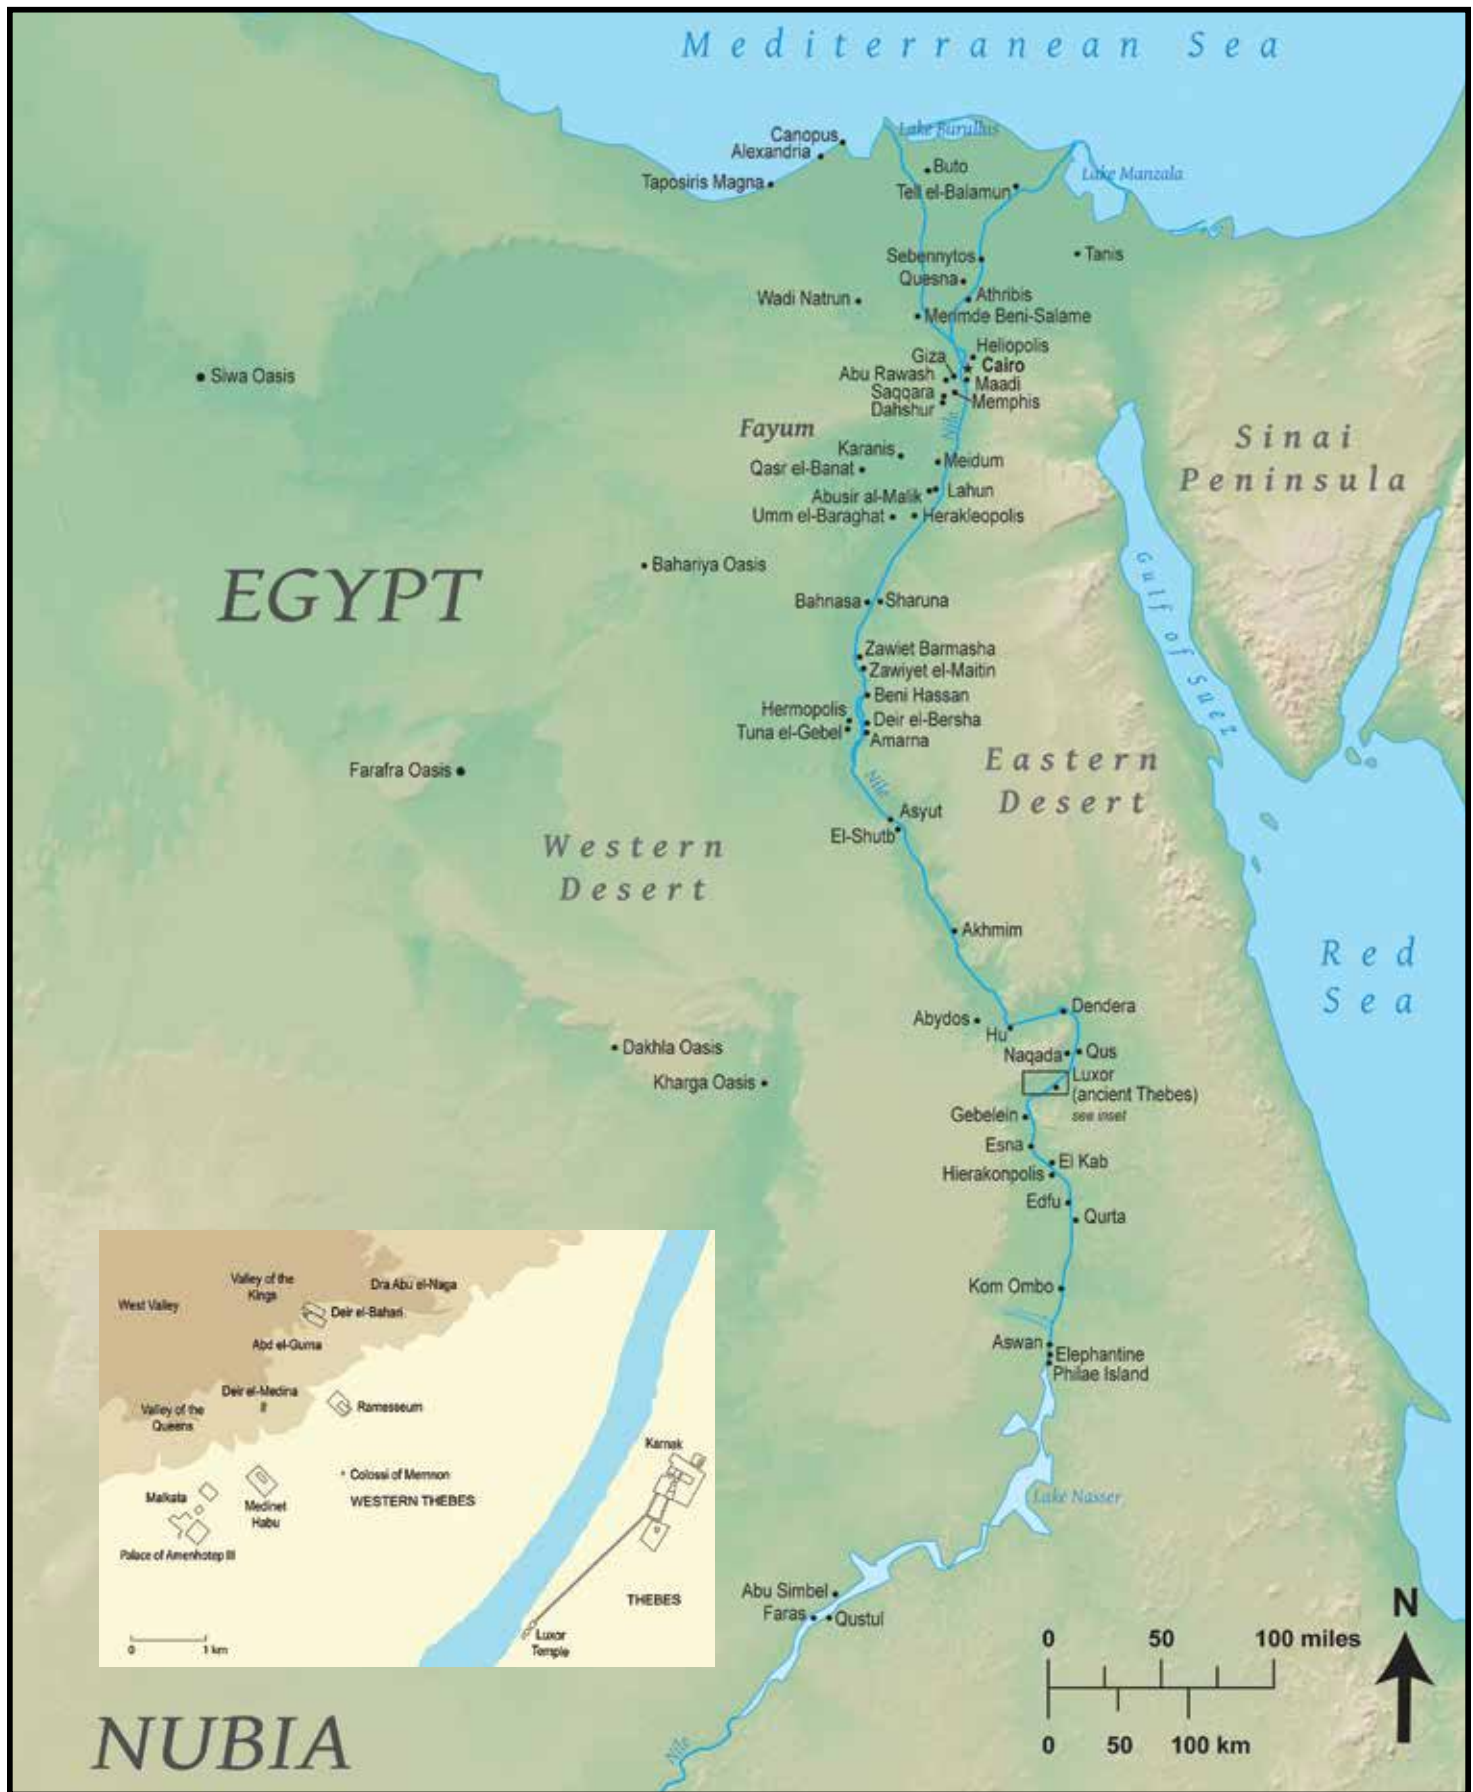 Mediterranean Sea
Lake Burullus
Canopus
Alexandria
Buto
Lake Manzala
Taposiris Magna
Tell el-Balamun
Sebennytos
Tanis
Quesna
Wadi Natrun
Athribis
Merimde Beni-Salame
Heliopolis
Giza
Cairo
Abu Rawash
Maadi
Saqqara
Memphis
Dahshur
Siwa Oasis
Nile
Fayum
Sinai
Peninsula
Karanis
Meidum
Qasr el-Banat
Abusir al-Malik
Lahun
Umm el-Baraghat
Herakleopolis
Bahariya Oasis
EGYPT
Gulf of Suez
Bahnasa
Sharuna
Zawiet Barmasha
Zawiyet el-Maitin
Beni Hassan
Hermopolis
Deir el-Bersha
Tuna el-Gebel
Amarna
Farafra Oasis
Nile
Eastern
Desert
Asyut
El-Shutb
Western
Desert
Akhmim
Red
Sea
Dendera
Abydos
Hu
Dakhla Oasis
Naqada
Qus
Kharga Oasis
Luxor
(ancient Thebes)
see inset
Gebelein
Esna
El Kab
Hierakonpolis
Edfu
Qurta
Kom Ombo
Aswan
Elephantine
Philae Island
Lake Nasser
Abu Simbel
Faras
Qustul
Nile
NUBIA
West Valley
Valley of the
Kings
Dra Abu el-Naga
Deir el-Bahari
Abd el-Gurna
Deir el-Medina
Valley of the
Queens
Ramesseum
Karnak
Colossi of Memnon
WESTERN THEBES
Malkata
Medinet
Habu
Palace of Amenhotep III
THEBES
Luxor
Temple
0 1 km
N
0 50 100 miles
0 50 100 km